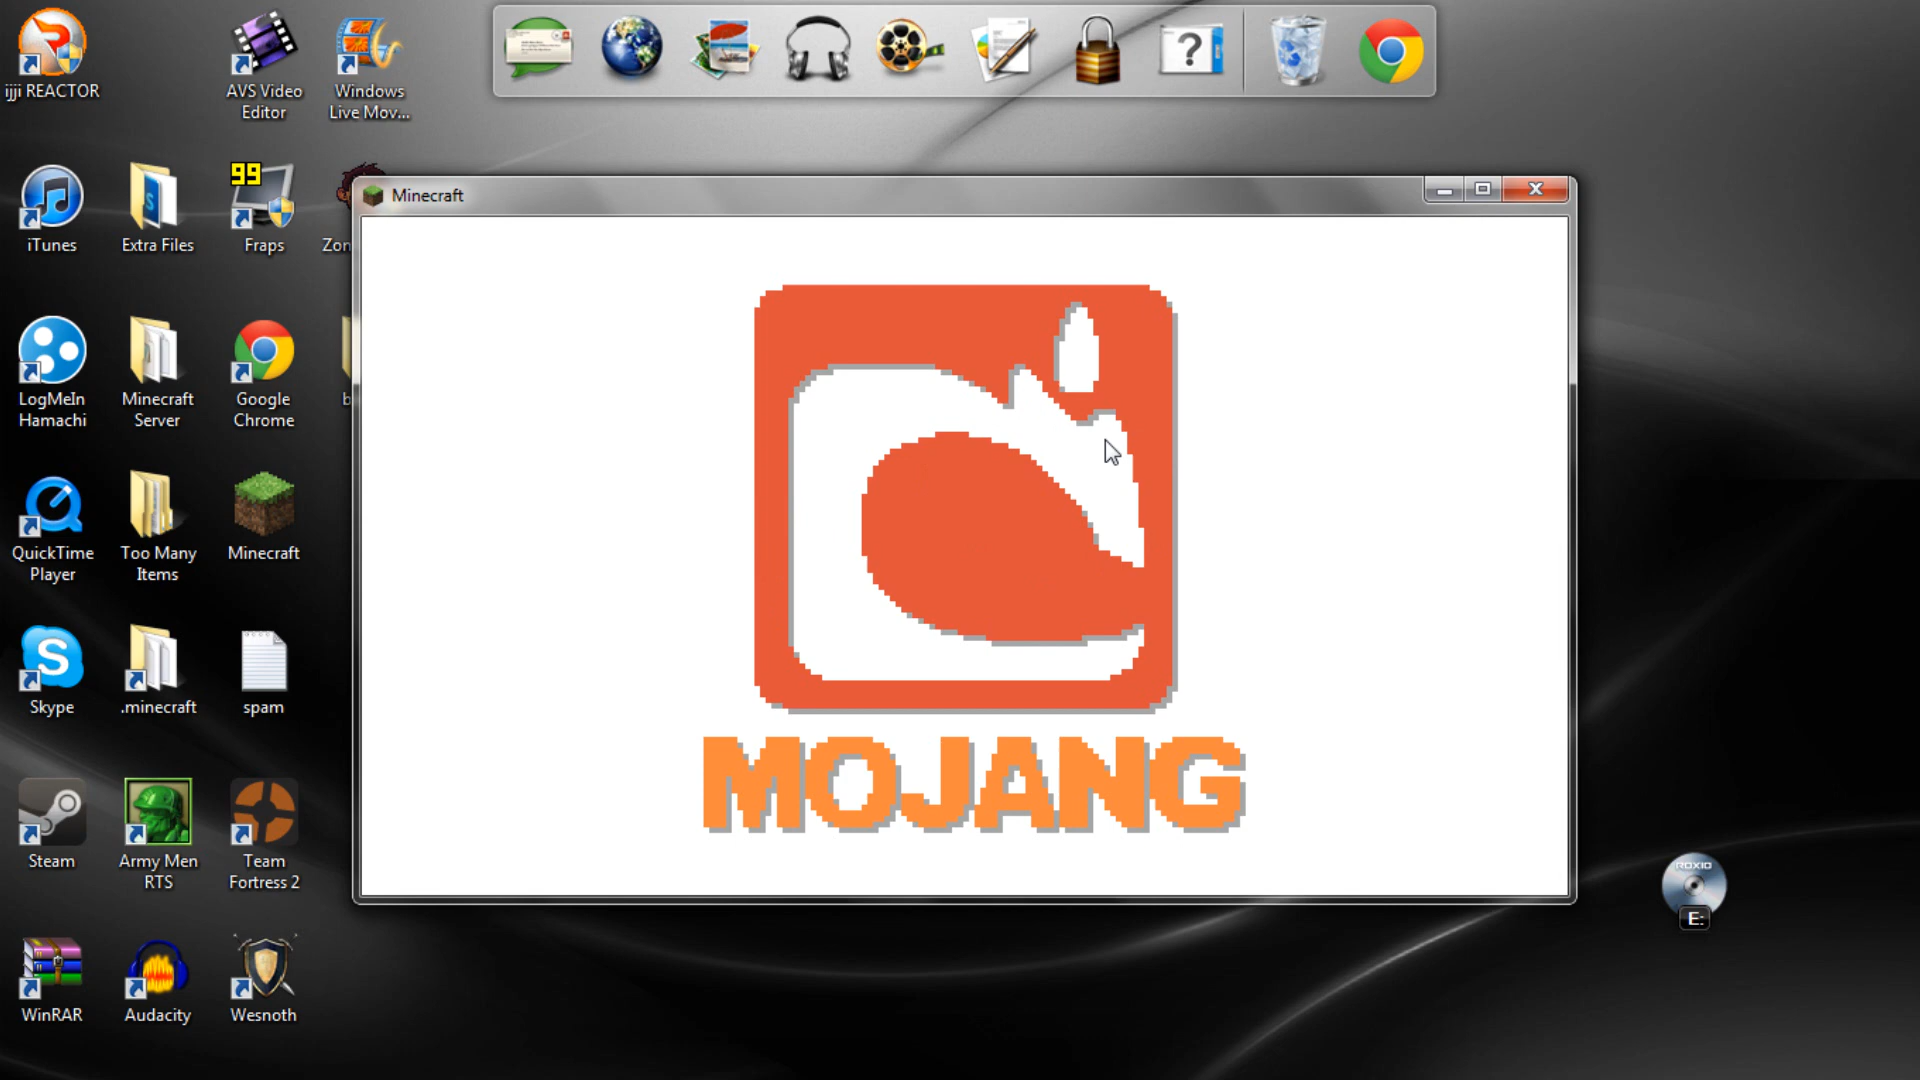 ijji REACTOR
AVS Video
Editor
Windows
Live Mov...
?
iTunes
Extra Files
99
Fraps
Zon
Minecraft
LogMeIn
Hamachi
Minecraft
Server
Google
Chrome
b
QuickTime
Player
Too Many
Items
Minecraft
Skype
.minecraft
spam
MOJANG
Steam
Army Men
RTS
Team
Fortress 2
ROXIO
E:
WinRAR
Audacity
Wesnoth